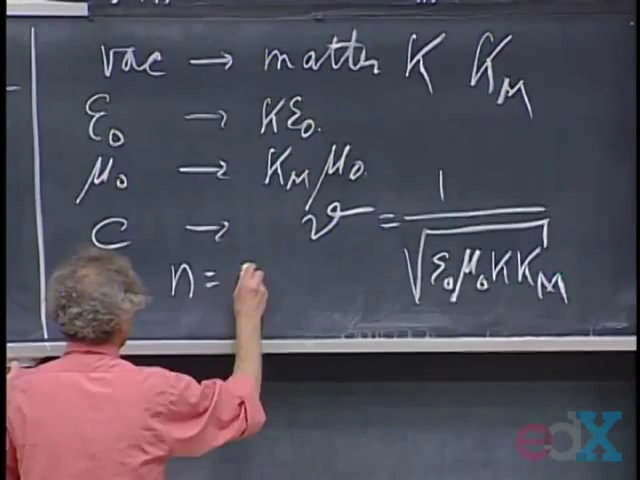 vac → matter K K_M
ε₀ → Kε₀.
μ₀ → K_M μ₀
C → v = 1/√(ε₀μ₀KK_M)
n =
edX